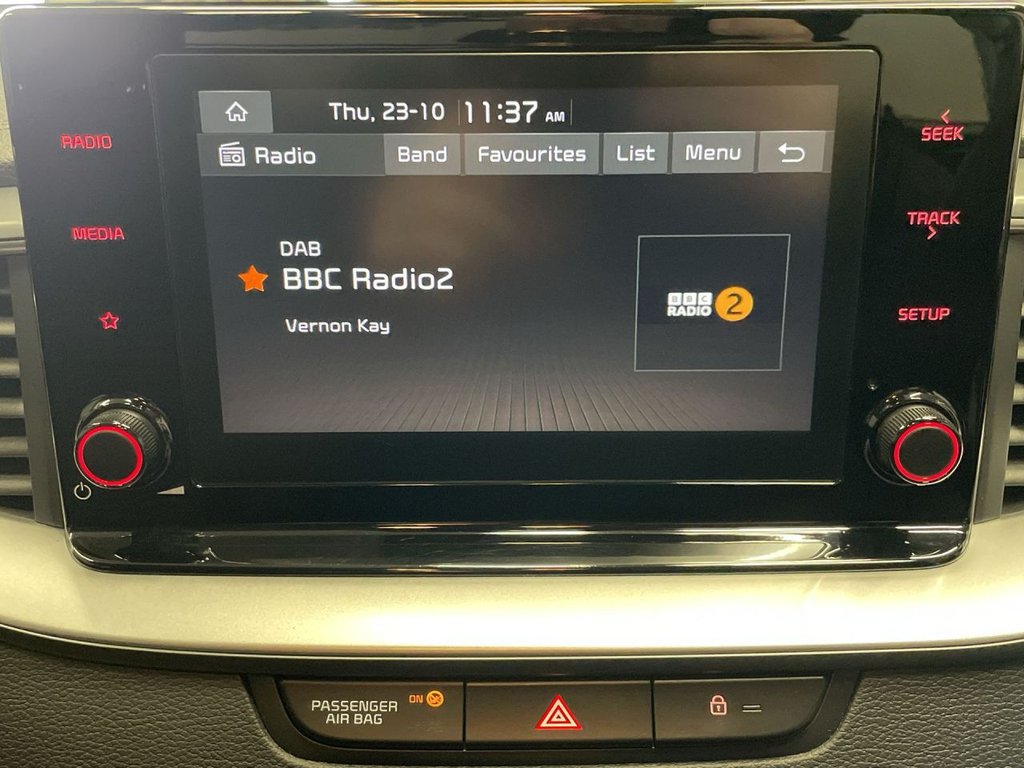 Thu, 23-10 11:37 AM
RADIO
SEEK
Radio Band Favourites List Menu
MEDIA
TRACK
DAB
BBC Radio2
BBC
RADIO 2
Vernon Kay
SETUP
PASSENGER
AIR BAG
ON